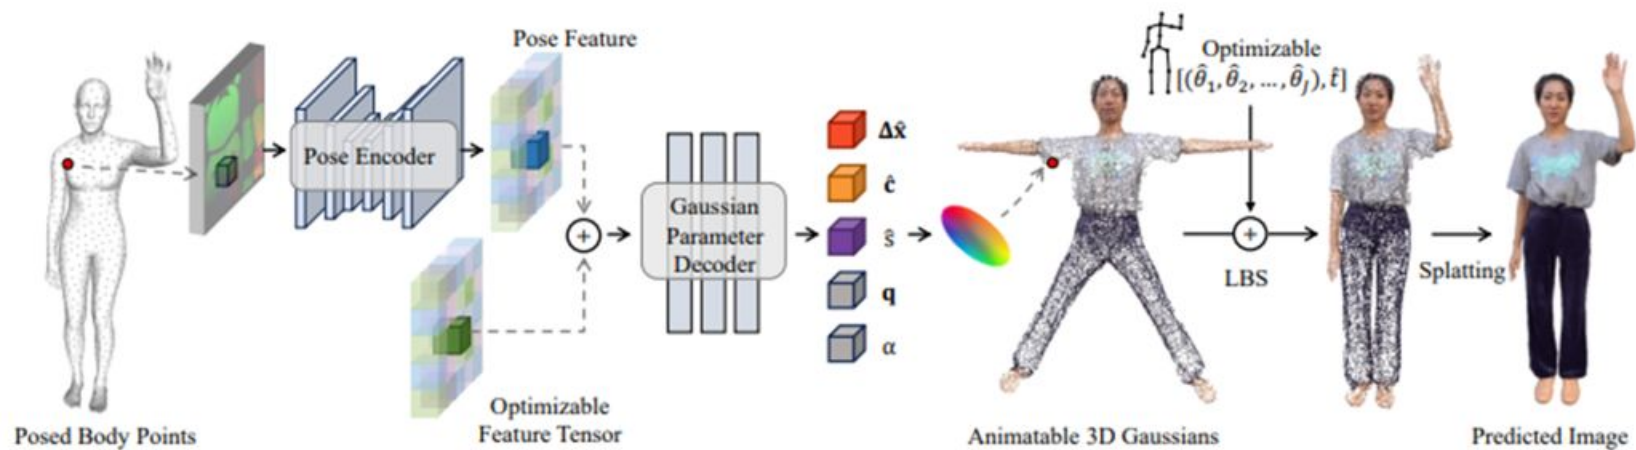 Posed Body Points
Pose Encoder
Pose Feature
Optimizable
Feature Tensor
+
Gaussian
Parameter
Decoder
Δx̂
ĉ
ŝ
q
α
Animatable 3D Gaussians
Optimizable
[(θ̂₁, θ̂₂, ..., θ̂_J), t̂]
+
LBS
Splatting
Predicted Image